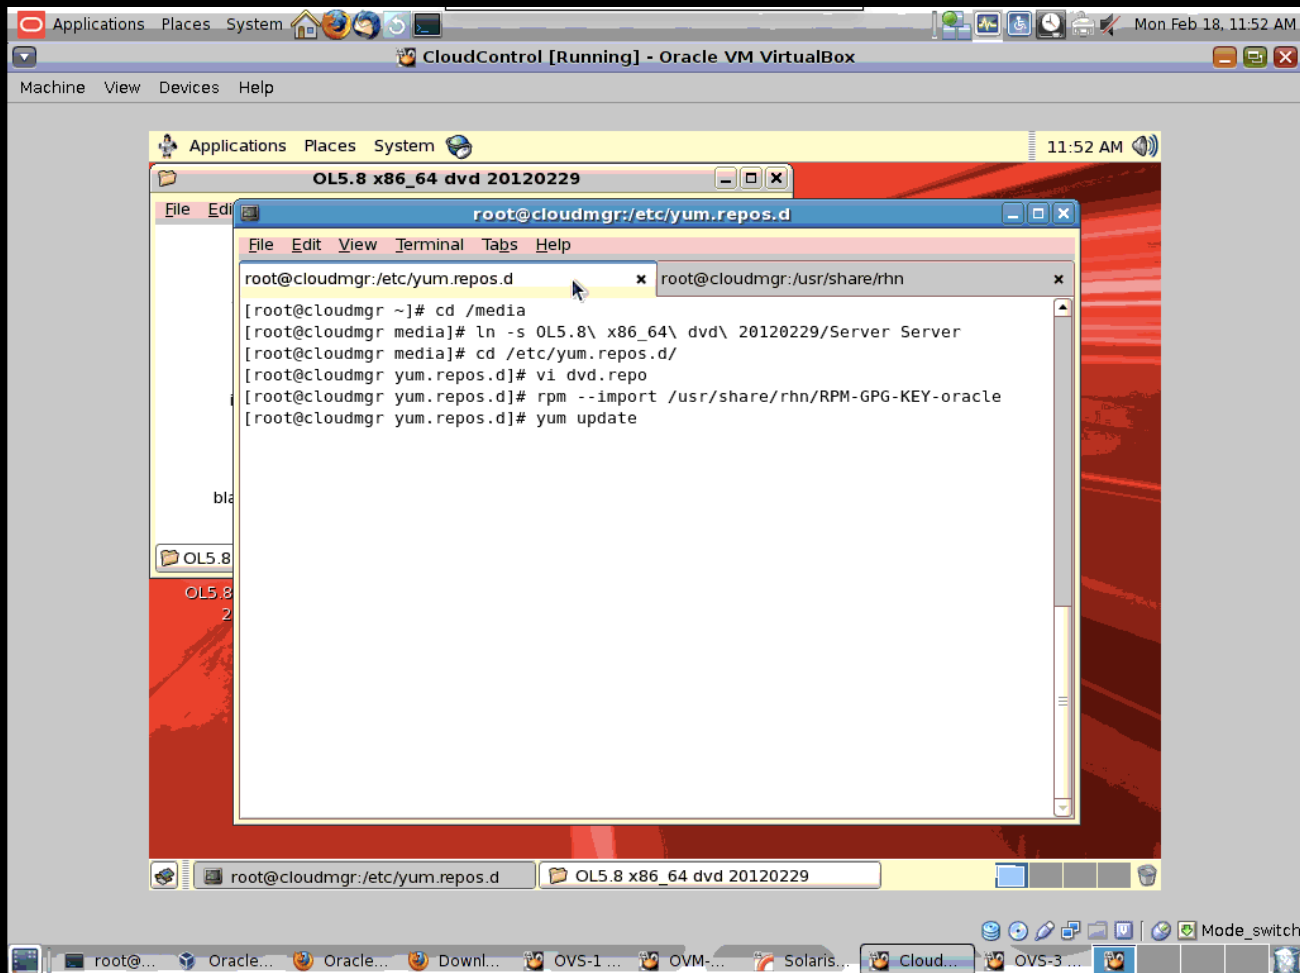 Applications Places System Mon Feb 18, 11:52 AM
CloudControl [Running] - Oracle VM VirtualBox
Machine View Devices Help
Applications Places System 11:52 AM
OL5.8 x86_64 dvd 20120229
File Edi
root@cloudmgr:/etc/yum.repos.d
File Edit View Terminal Tabs Help
root@cloudmgr:/etc/yum.repos.d root@cloudmgr:/usr/share/rhn
[root@cloudmgr ~]# cd /media
[root@cloudmgr media]# ln -s OL5.8\ x86_64\ dvd\ 20120229/Server Server
[root@cloudmgr media]# cd /etc/yum.repos.d/
[root@cloudmgr yum.repos.d]# vi dvd.repo
[root@cloudmgr yum.repos.d]# rpm --import /usr/share/rhn/RPM-GPG-KEY-oracle
[root@cloudmgr yum.repos.d]# yum update
bla
OL5.8
OL5.8
2
root@cloudmgr:/etc/yum.repos.d OL5.8 x86_64 dvd 20120229
Mode_switch
root@... Oracle... Oracle... Downl... OVS-1 ... OVM-... Solaris... Cloud... OVS-3 ...